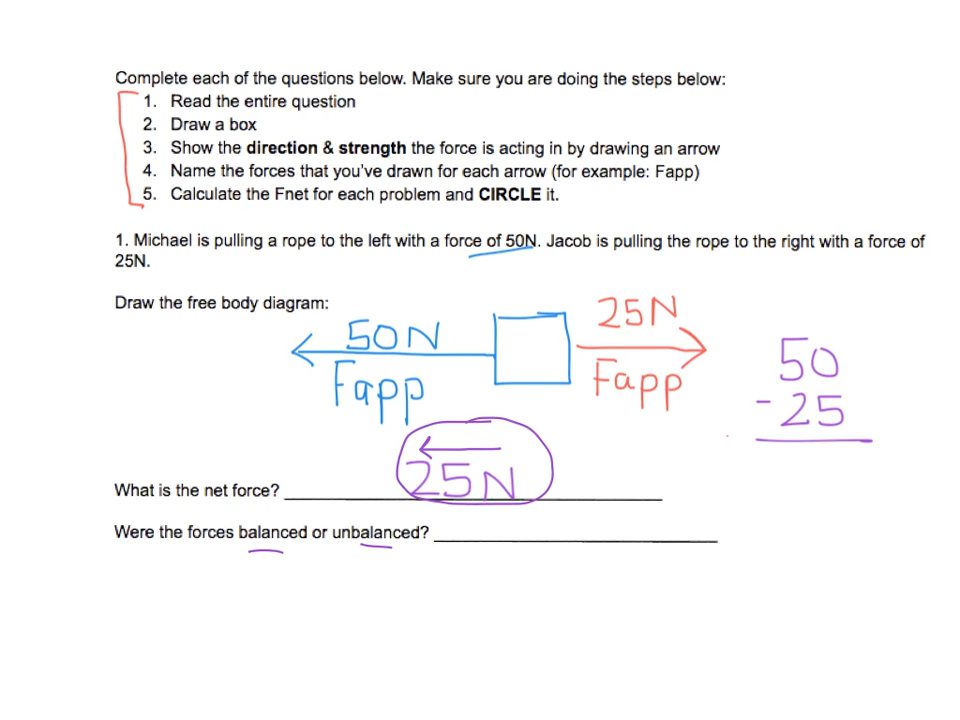 Complete each of the questions below. Make sure you are doing the steps below:
1. Read the entire question
2. Draw a box
3. Show the direction & strength the force is acting in by drawing an arrow
4. Name the forces that you've drawn for each arrow (for example: Fapp)
5. Calculate the Fnet for each problem and CIRCLE it.
1. Michael is pulling a rope to the left with a force of 50N. Jacob is pulling the rope to the right with a force of
25N.
Draw the free body diagram:
50N
25N
Fapp
Fapp
50
- 25
25N
What is the net force?
Were the forces balanced or unbalanced?